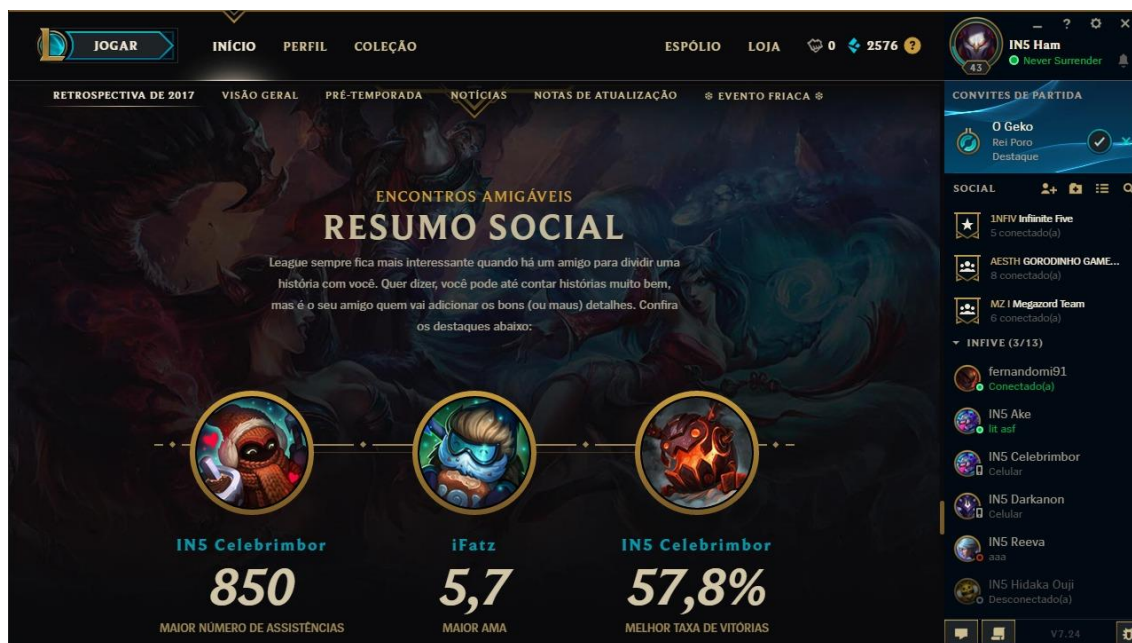 JOGAR
INÍCIO PERFIL COLEÇÃO
ESPÓLIO LOJA 0 2576 ?
RETROSPECTIVA DE 2017 VISÃO GERAL PRÉ-TEMPORADA NOTÍCIAS NOTAS DE ATUALIZAÇÃO ❄ EVENTO FRIACA ❄
ENCONTROS AMIGÁVEIS
RESUMO SOCIAL
League sempre fica mais interessante quando há um amigo para dividir uma
história com você. Quer dizer, você pode até contar histórias muito bem,
mas é o seu amigo quem vai adicionar os bons (ou maus) detalhes. Confira
os destaques abaixo:
IN5 Celebrimbor iFatz IN5 Celebrimbor
850 5,7 57,8%
MAIOR NÚMERO DE ASSISTÊNCIAS MAIOR AMA MELHOR TAXA DE VITÓRIAS
43
IN5 Ham
Never Surrender
CONVITES DE PARTIDA
O Geko
Rei Poro
Destaque
SOCIAL
1NFIV Infiinite Five
5 conectado(a)
AESTH GORODINHO GAME...
8 conectado(a)
MZ I Megazord Team
6 conectado(a)
INFIVE (3/13)
fernandomi91
Conectado(a)
IN5 Ake
lit asf
IN5 Celebrimbor
Celular
IN5 Darkanon
Celular
IN5 Reeva
aaa
IN5 Hidaka Ouji
Desconectado(a)
V7.24